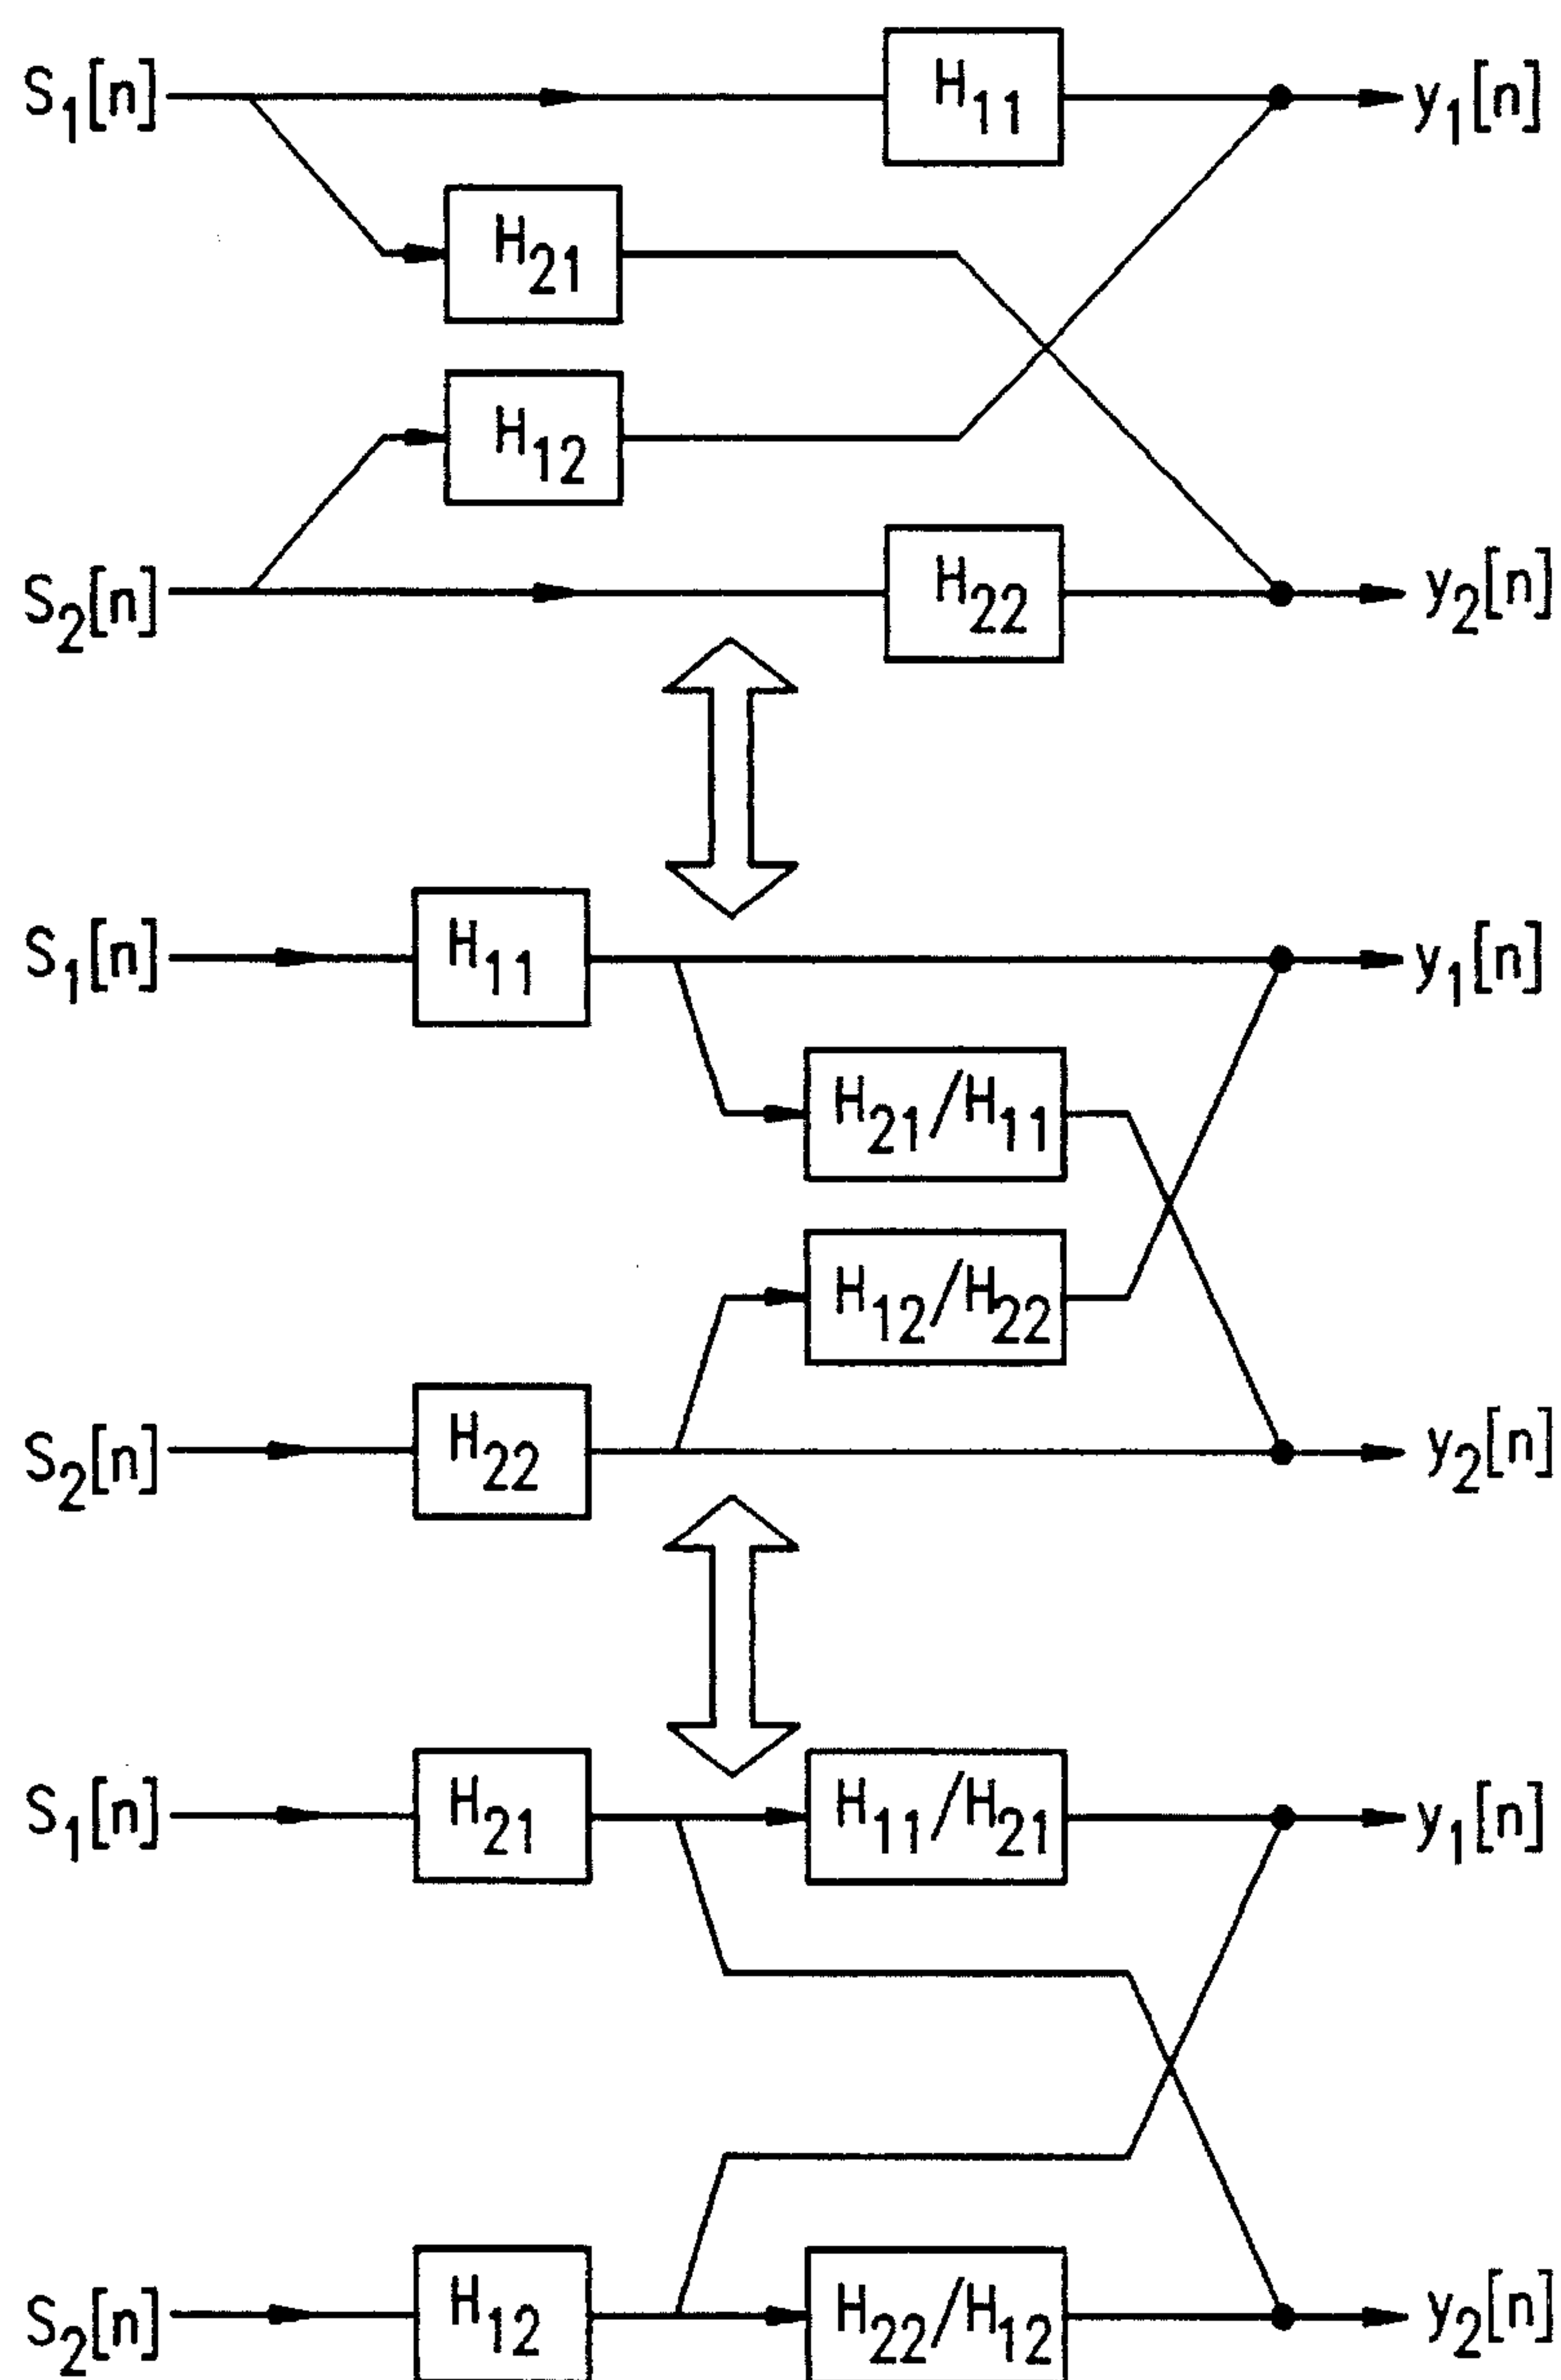 S1[n]
H11
y1[n]
H21
H12
S2[n]
H22
y2[n]
S1[n]
H11
y1[n]
H21/H11
H12/H22
S2[n]
H22
y2[n]
S1[n]
H21
H11/H21
y1[n]
S2[n]
H12
H22/H12
y2[n]